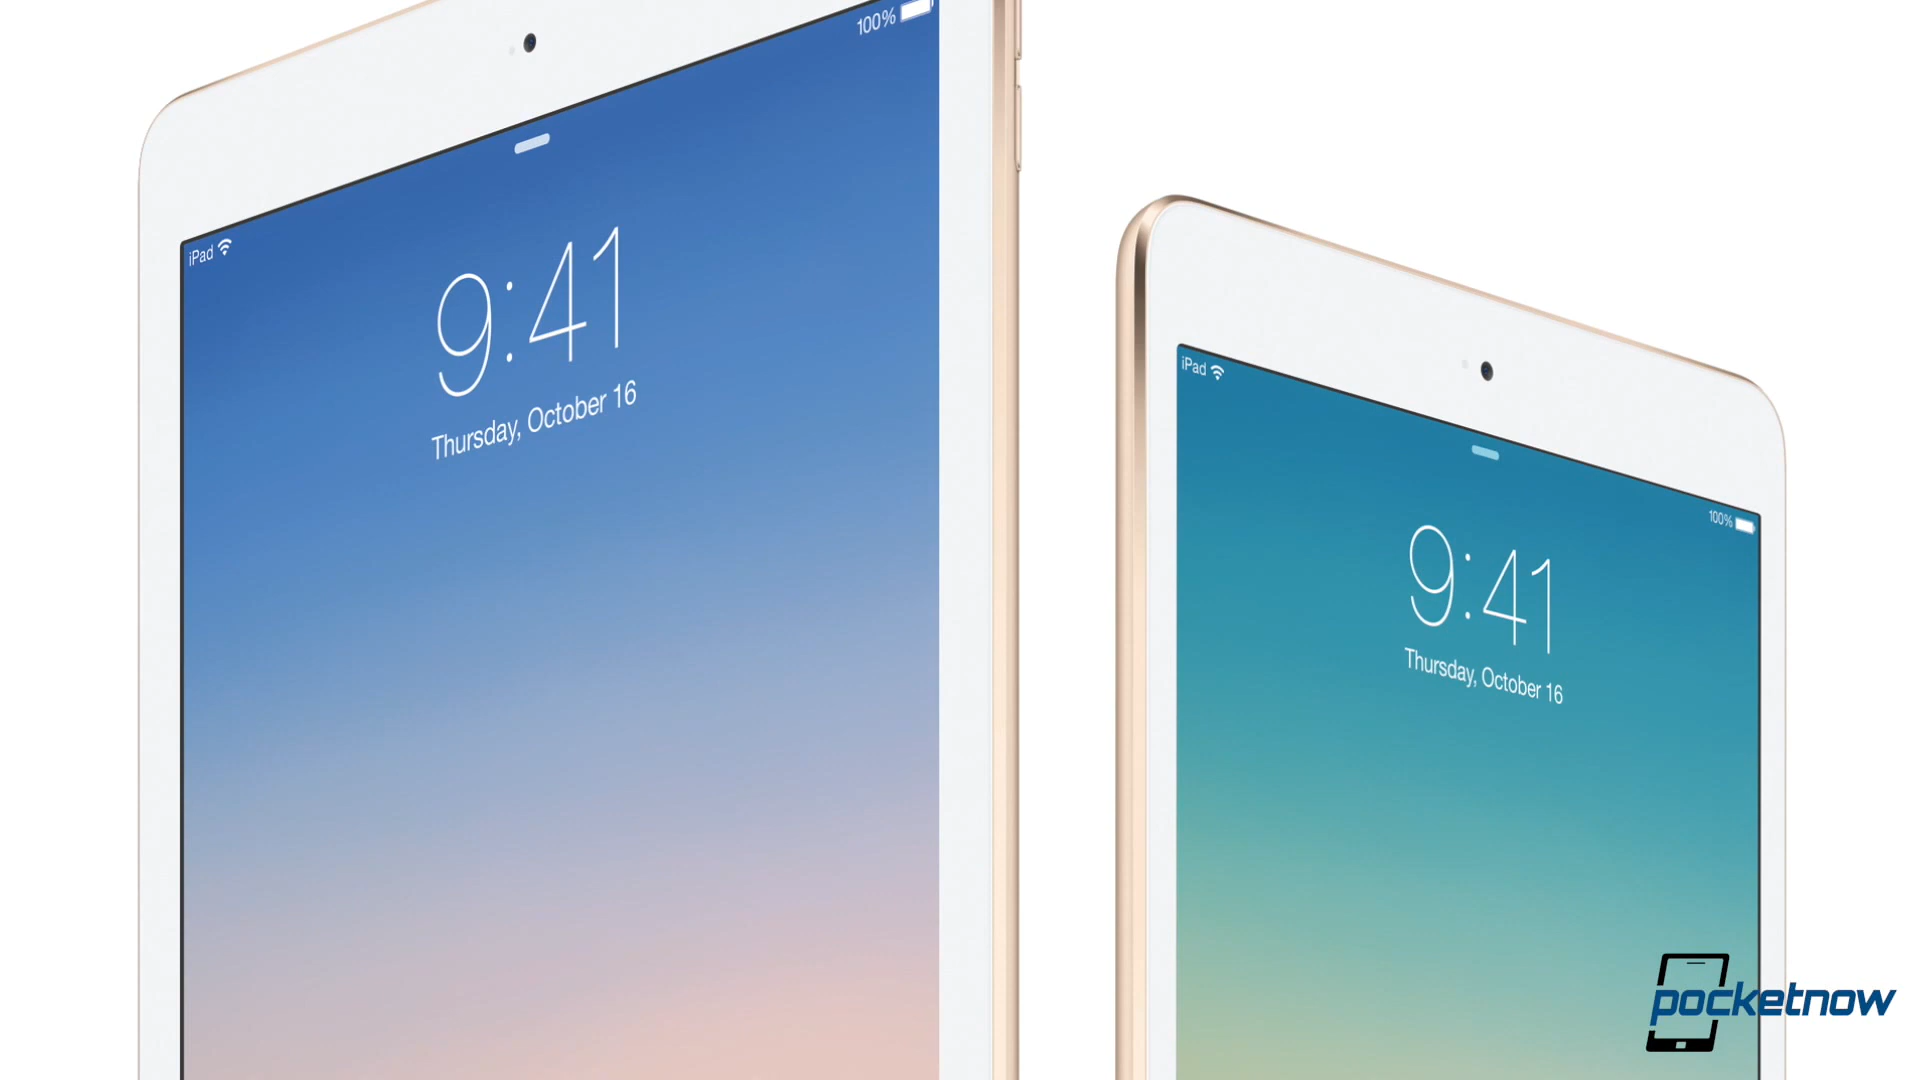 100%
iPad
9:41
Thursday, October 16
iPad
100%
9:41
Thursday, October 16
pocketnow